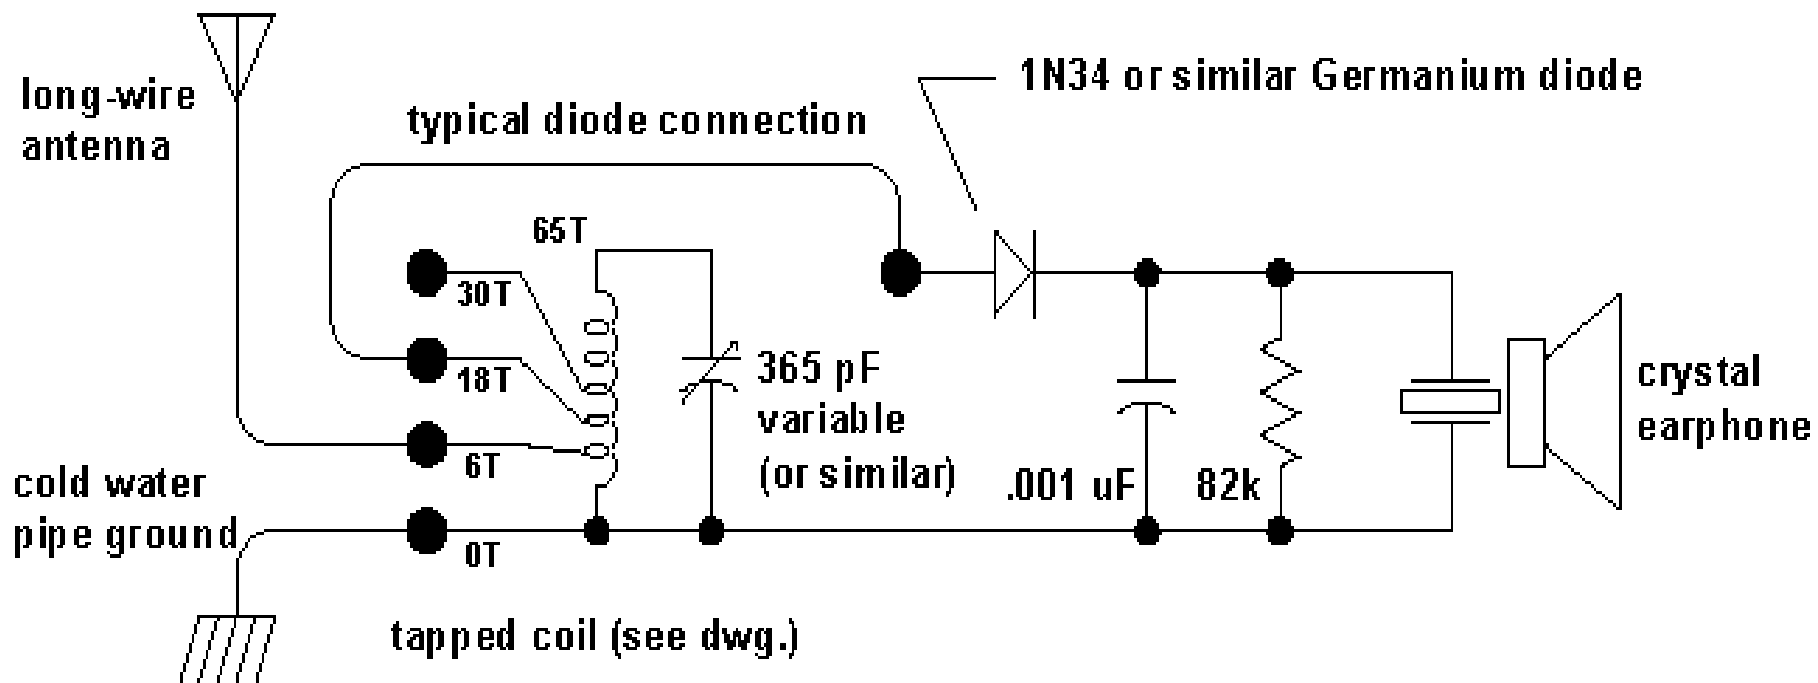 long-wire
antenna
typical diode connection
1N34 or similar Germanium diode
65T
30T
18T
6T
0T
365 pF
variable
(or similar)
.001 uF
82k
crystal
earphone
cold water
pipe ground
tapped coil (see dwg.)